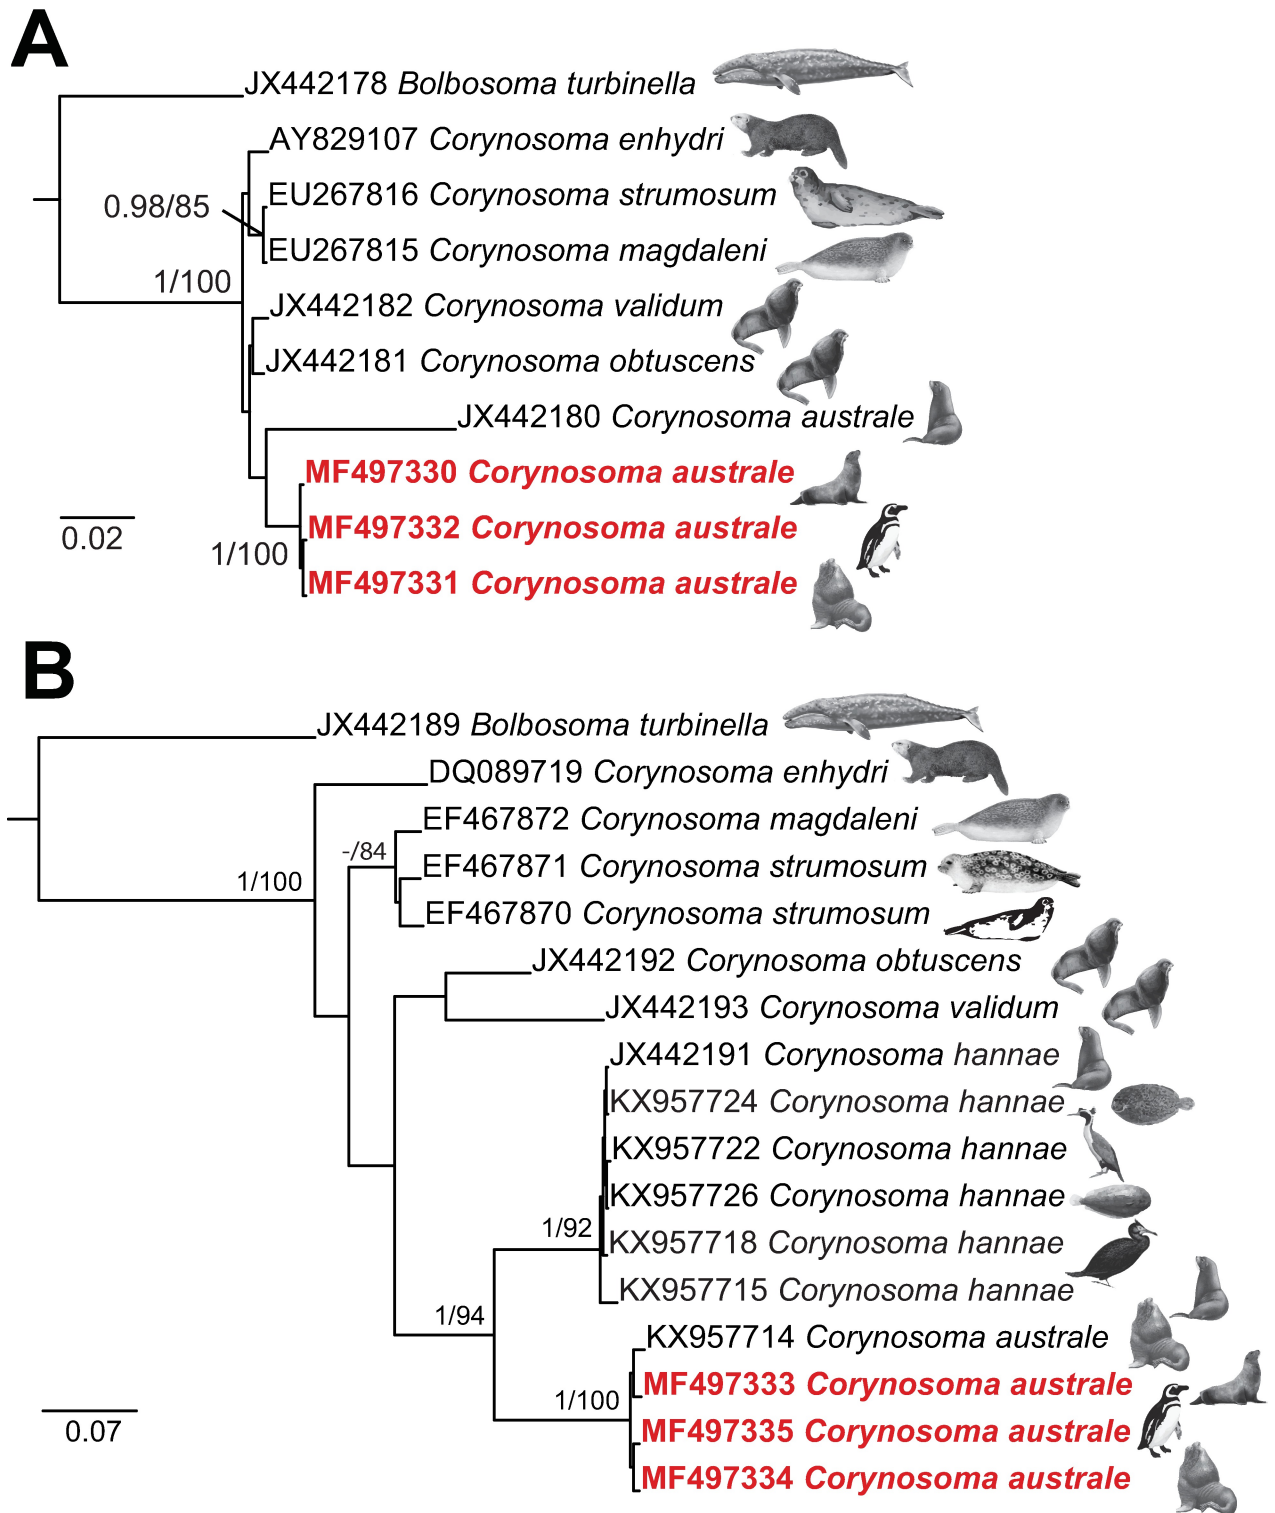 A
JX442178 Bolbosoma turbinella
AY829107 Corynosoma enhydri
EU267816 Corynosoma strumosum
0.98/85
EU267815 Corynosoma magdaleni
1/100
JX442182 Corynosoma validum
JX442181 Corynosoma obtuscens
JX442180 Corynosoma australe
MF497330 Corynosoma australe
MF497332 Corynosoma australe
0.02
1/100
MF497331 Corynosoma australe
B
JX442189 Bolbosoma turbinella
DQ089719 Corynosoma enhydri
EF467872 Corynosoma magdaleni
-/84
EF467871 Corynosoma strumosum
1/100
EF467870 Corynosoma strumosum
JX442192 Corynosoma obtuscens
JX442193 Corynosoma validum
JX442191 Corynosoma hannae
KX957724 Corynosoma hannae
KX957722 Corynosoma hannae
KX957726 Corynosoma hannae
1/92
KX957718 Corynosoma hannae
KX957715 Corynosoma hannae
1/94
KX957714 Corynosoma australe
MF497333 Corynosoma australe
1/100
MF497335 Corynosoma australe
0.07
MF497334 Corynosoma australe